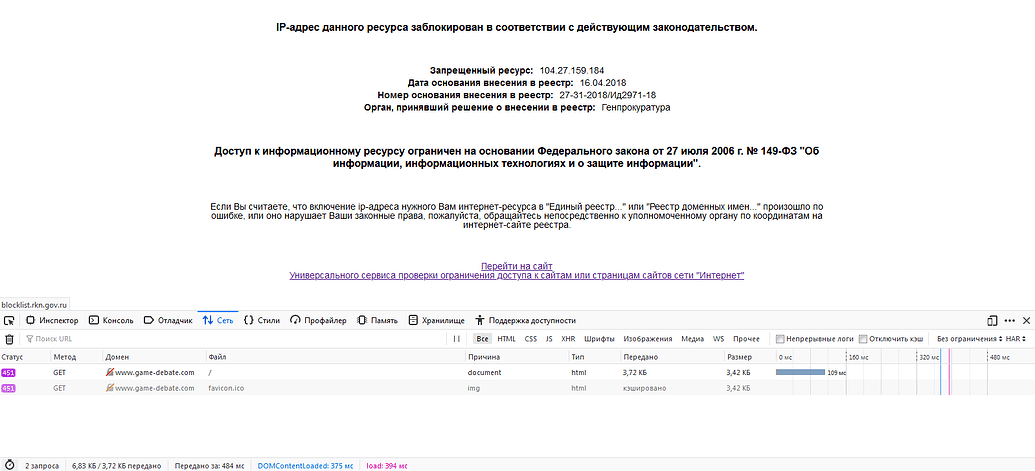 IP-адрес данного ресурса заблокирован в соответствии с действующим законодательством.
Запрещенный ресурс: 104.27.159.184
Дата основания внесения в реестр: 16.04.2018
Номер основания внесения в реестр: 27-31-2018/Ид2971-18
Орган, принявший решение о внесении в реестр: Генпрокуратура
Доступ к информационному ресурсу ограничен на основании Федерального закона от 27 июля 2006 г. № 149-ФЗ "Об
информации, информационных технологиях и о защите информации".
Если Вы считаете, что включение ip-адреса нужного Вам интернет-ресурса в "Единый реестр..." или "Реестр доменных имен..." произошло по
ошибке, или оно нарушает Ваши законные права, пожалуйста, обращайтесь непосредственно к уполномоченному органу по координатам на
интернет-сайте реестра.
Перейти на сайт
Универсального сервиса проверки ограничения доступа к сайтам или страницам сайтов сети "Интернет"
blocklist.rkn.gov.ru
Инспектор Консоль Отладчик Сеть Стили Профайлер Память Хранилище Поддержка доступности
Поиск URL Все HTML CSS JS XHR Шрифты Изображения Медиа WS Прочее Непрерывные логи Отключить кэш Без ограничения HAR
Статус Метод Домен Файл Причина Тип Передано Размер 0 мс 160 мс 320 мс 480 мс
451 GET www.game-debate.com / document html 3,72 КБ 3,42 КБ 109 мс
451 GET www.game-debate.com favicon.ico img html кэшировано 3,42 КБ
2 запроса 6,83 КБ / 3,72 КБ передано Передано за: 484 мс DOMContentLoaded: 375 мс load: 394 мс